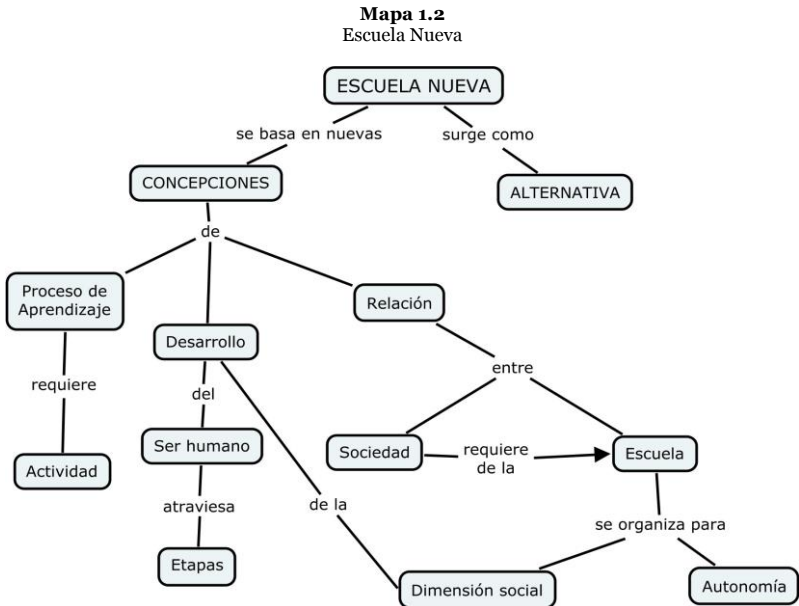 Mapa 1.2
Escuela Nueva
ESCUELA NUEVA
se basa en nuevas
surge como
CONCEPCIONES
ALTERNATIVA
de
Proceso de
Aprendizaje
Relación
Desarrollo
entre
requiere
del
Ser humano
Sociedad
requiere
de la
Escuela
Actividad
atraviesa
de la
se organiza para
Etapas
Dimensión social
Autonomía